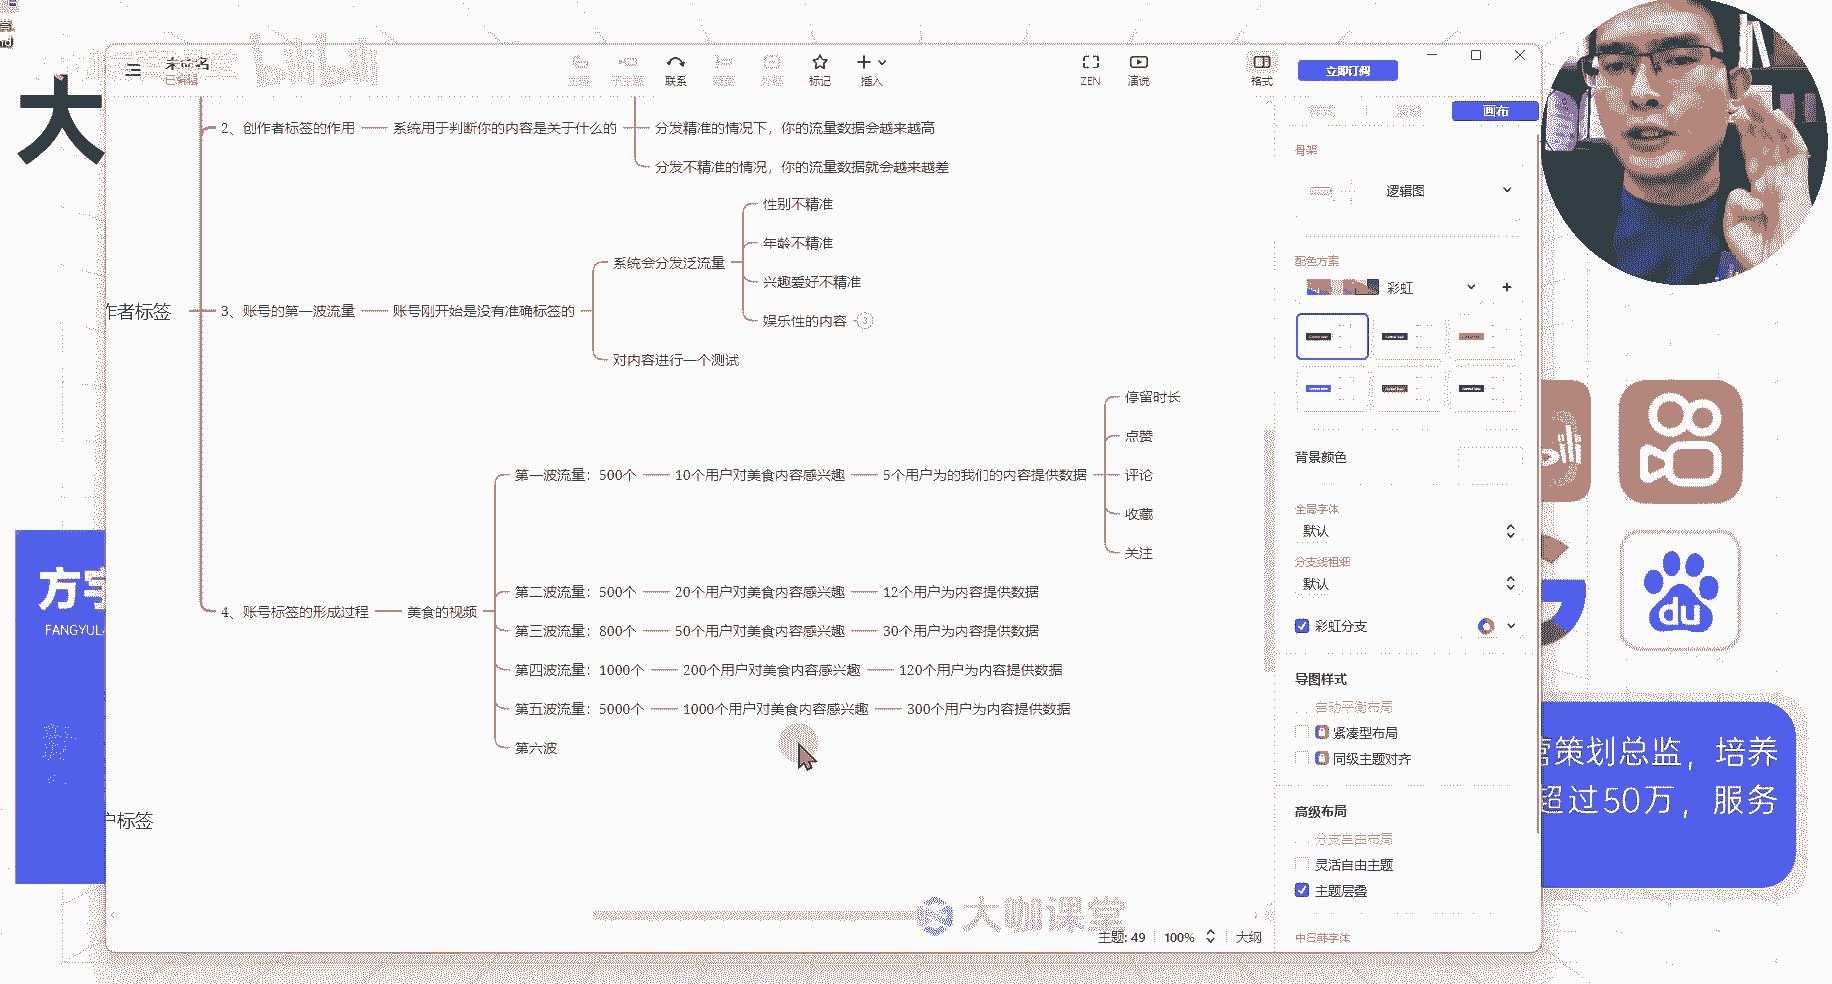 大
bilibili
未命名
已编辑
主题
子主题
联系
概要
外框
标记
插入
ZEN
演说
格式
立即订阅
样式
演说
画布
2、创作者标签的作用
系统用于判断你的内容是关于什么的
分发精准的情况下，你的流量数据会越来越高
分发不精准的情况，你的流量数据就会越来越差
作者标签
3、账号的第一波流量
账号刚开始是没有准确标签的
系统会分发泛流量
性别不精准
年龄不精准
兴趣爱好不精准
娱乐性的内容
3
对内容进行一个测试
4、账号标签的形成过程
美食的视频
第一波流量：500个
10个用户对美食内容感兴趣
5个用户为的我们的内容提供数据
停留时长
点赞
评论
收藏
关注
第二波流量：500个
20个用户对美食内容感兴趣
12个用户为内容提供数据
第三波流量：800个
50个用户对美食内容感兴趣
30个用户为内容提供数据
第四波流量：1000个
200个用户对美食内容感兴趣
120个用户为内容提供数据
第五波流量：5000个
1000个用户对美食内容感兴趣
300个用户为内容提供数据
第六波
户标签
骨架
逻辑图
配色方案
彩虹
背景颜色
全局字体
默认
分支线粗细
默认
彩虹分支
导图样式
自动平衡布局
紧凑型布局
同级主题对齐
高级布局
分支自由布局
灵活自由主题
主题层叠
中日韩字体
大咖课堂
主题: 49
100%
大纲
方宇
FANGYULA
du
营策划总监，培养
超过50万，服务